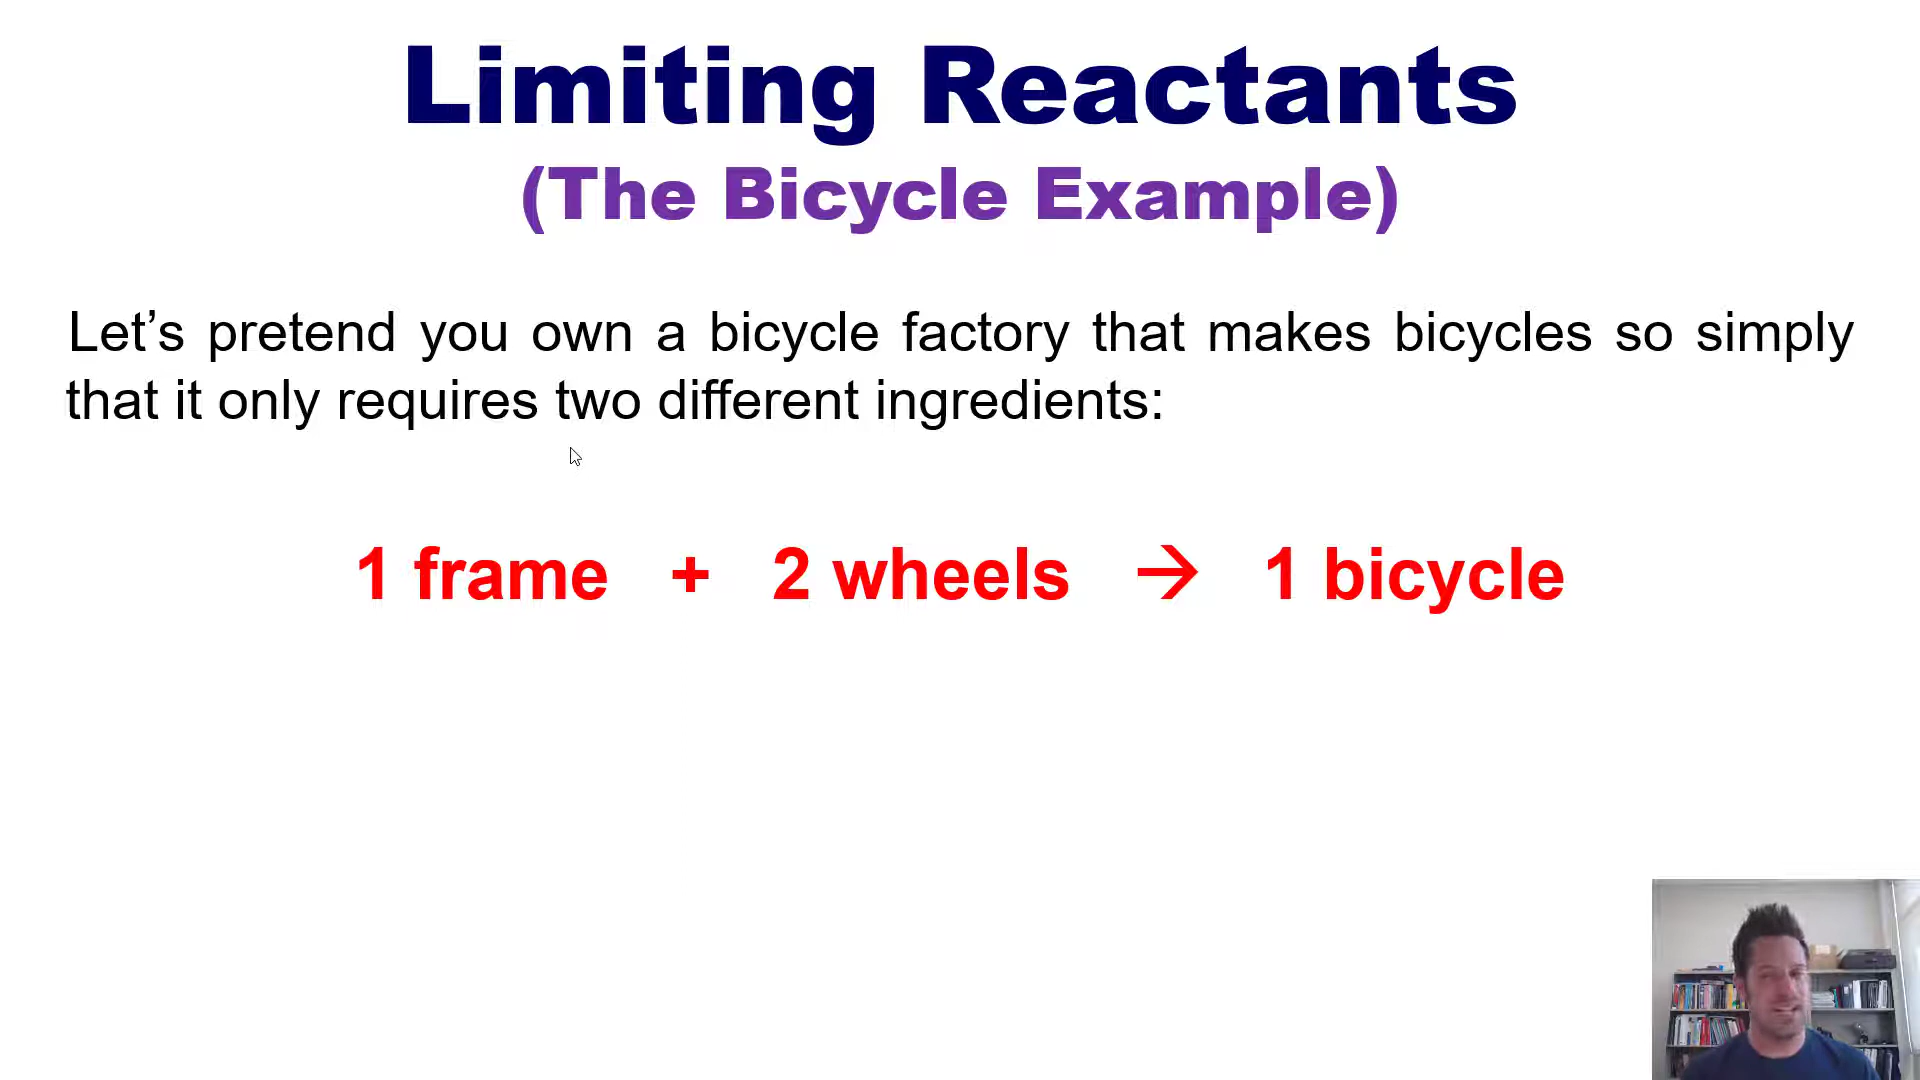 Limiting Reactants
(The Bicycle Example)
Let’s pretend you own a bicycle factory that makes bicycles so simply
that it only requires two different ingredients:
1 frame + 2 wheels → 1 bicycle